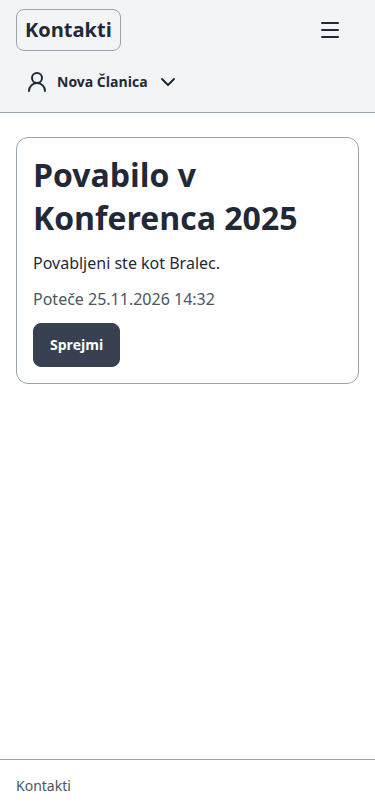 Kontakti
Nova Članica
Povabilo v
Konferenca 2025
Povabljeni ste kot Bralec.
Poteče 25.11.2026 14:32
Sprejmi
Kontakti